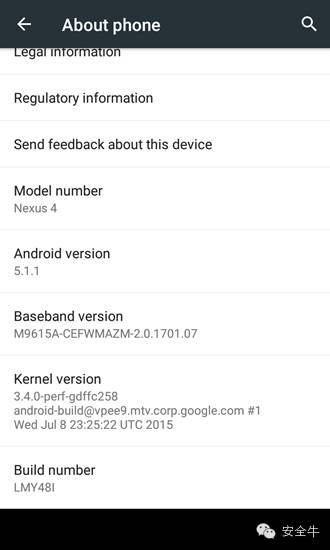 About phone
Legal information
Regulatory information
Send feedback about this device
Model number
Nexus 4
Android version
5.1.1
Baseband version
M9615A-CEFWMAZM-2.0.1701.07
Kernel version
3.4.0-perf-gdffc258
android-build@vpee9.mtv.corp.google.com #1
Wed Jul 8 23:25:22 UTC 2015
Build number
LMY48I
安全牛